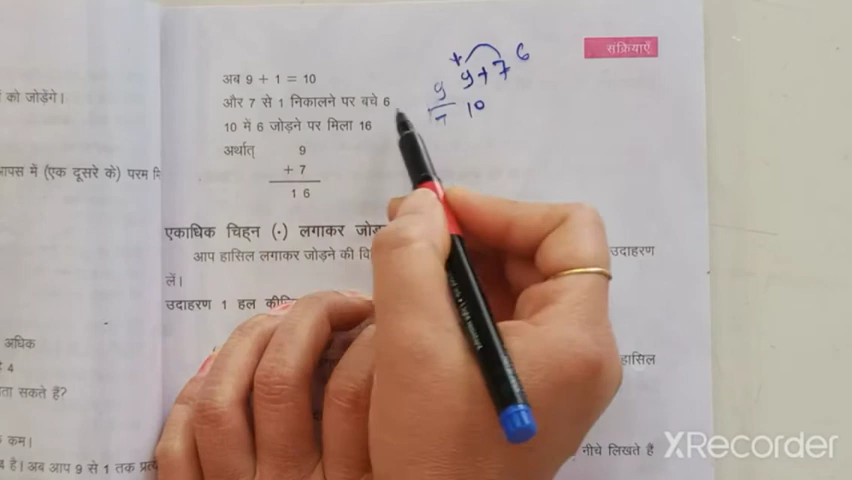 संक्रियाएँ
अब 9 + 1 = 10
और 7 से 1 निकालने पर बचे 6
10 में 6 जोड़ने पर मिला 16
अर्थात् 9
+ 7
1 6
9 + 7 6
9 10
एकाधिक चिह्न (·) लगाकर
आप हासिल लगाकर जोड़ने की उदाहरण
लें।
उदाहरण 1 हल
हासिल
नीचे लिखते हैं
को जोड़ेंगे।
आपस में (एक दूसरे के) परम
अधिक
4
सकते हैं?
कम।
4 है। अब आप 9 से 1 तक
XRecorder